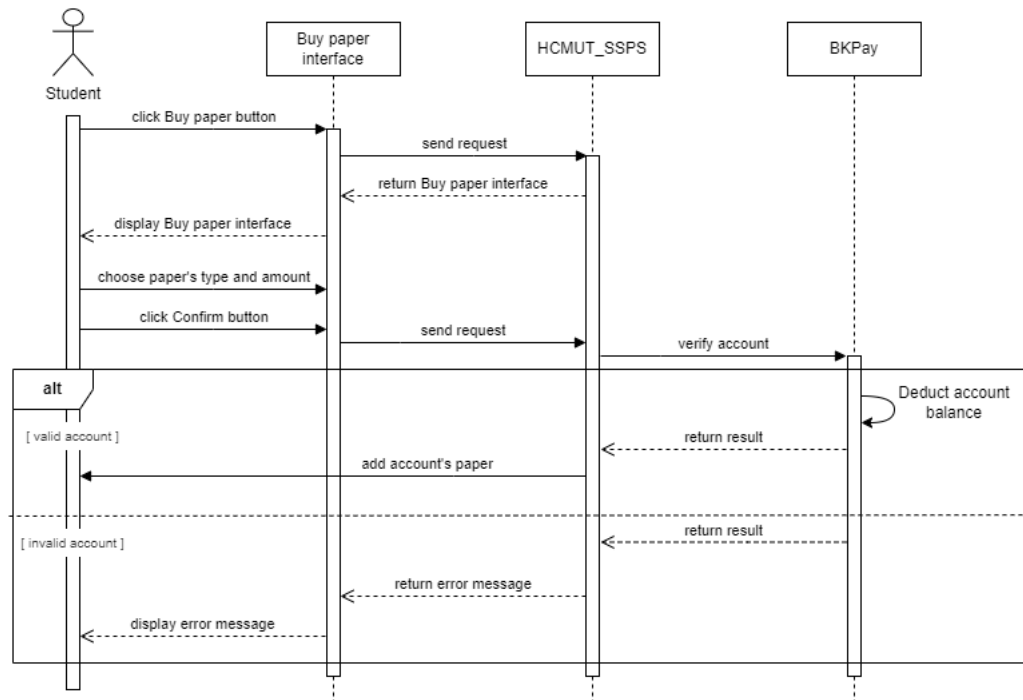 Buy paper
interface
HCMUT_SSPS
BKPay
Student
click Buy paper button
send request
return Buy paper interface
display Buy paper interface
choose paper's type and amount
click Confirm button
send request
verify account
alt
Deduct account
balance
[ valid account ]
return result
add account's paper
return result
[ invalid account ]
return error message
display error message